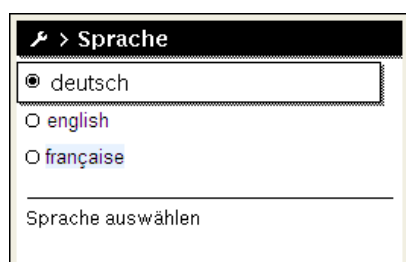 > Sprache
deutsch
english
française
Sprache auswählen